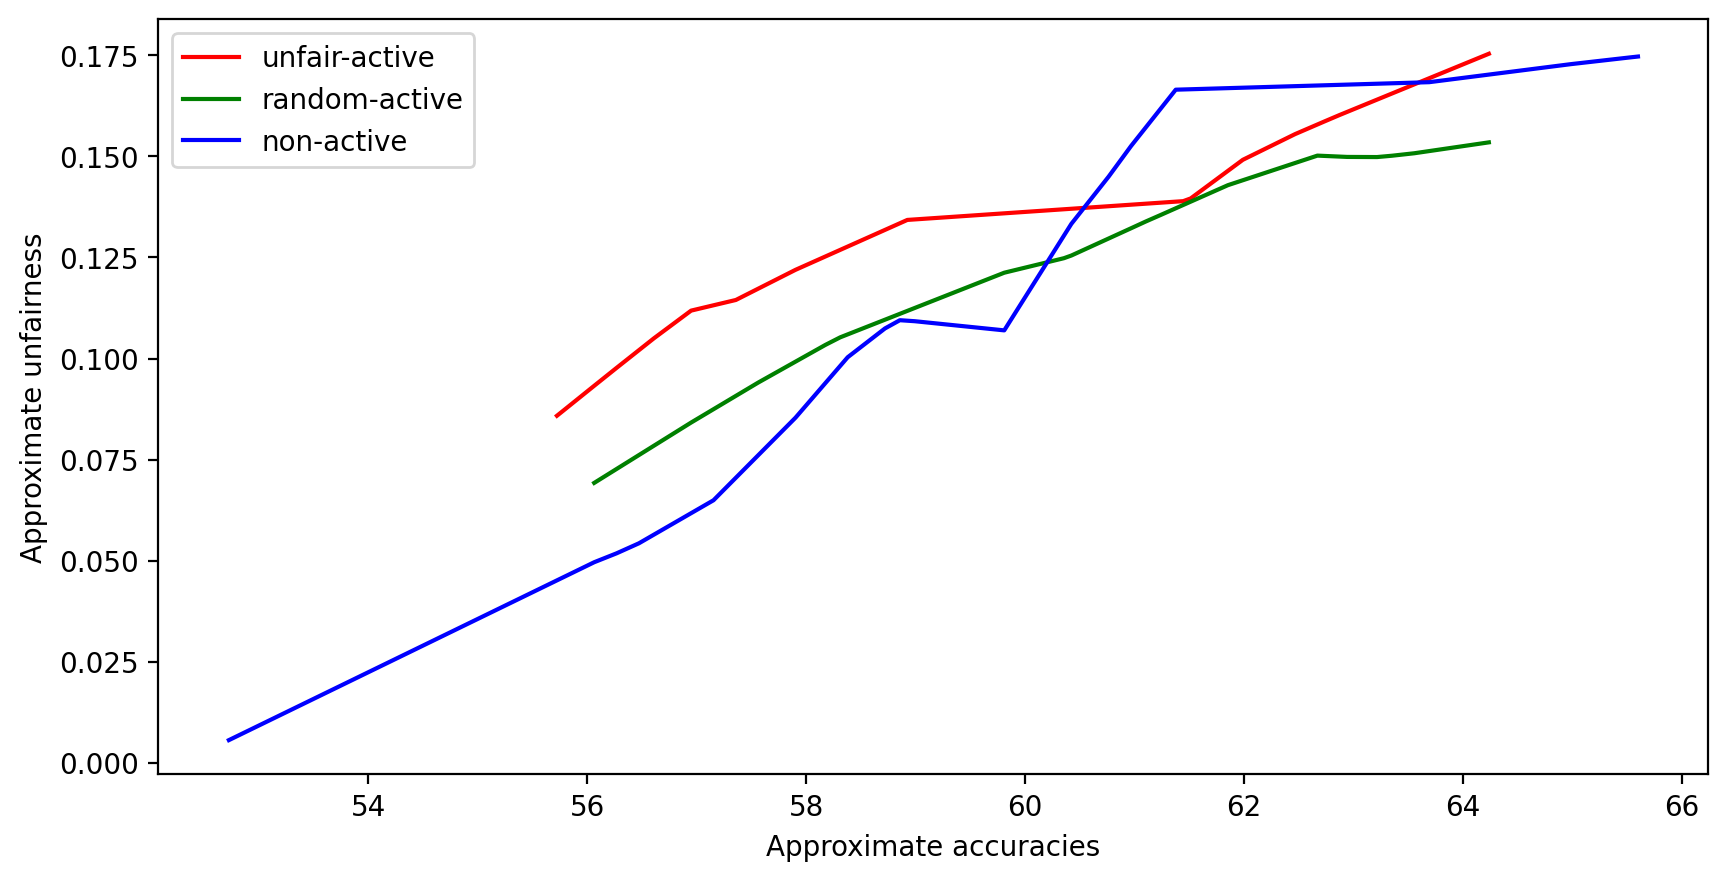 unfair-active
random-active
non-active
0.175
0.150
0.125
0.100
0.075
0.050
0.025
0.000
Approximate unfairness
54 56 58 60 62 64 66
Approximate accuracies